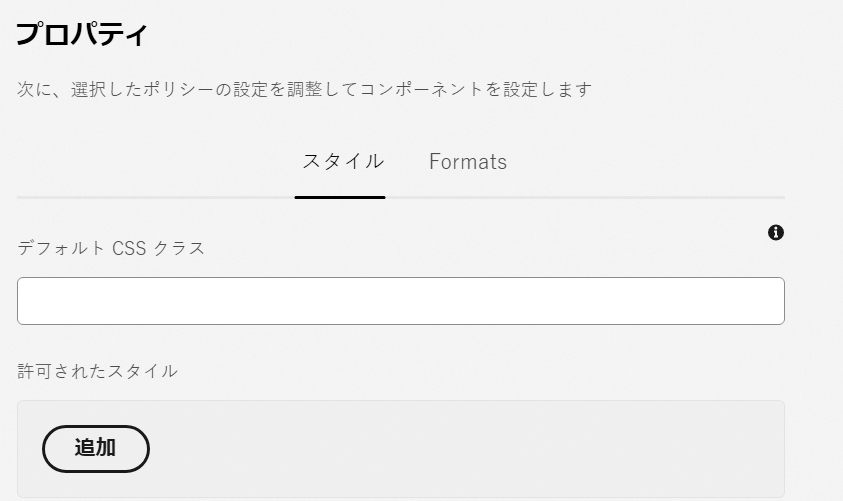 プロパティ
次に、選択したポリシーの設定を調整してコンポーネントを設定します
スタイル Formats
デフォルト CSS クラス
許可されたスタイル
追加